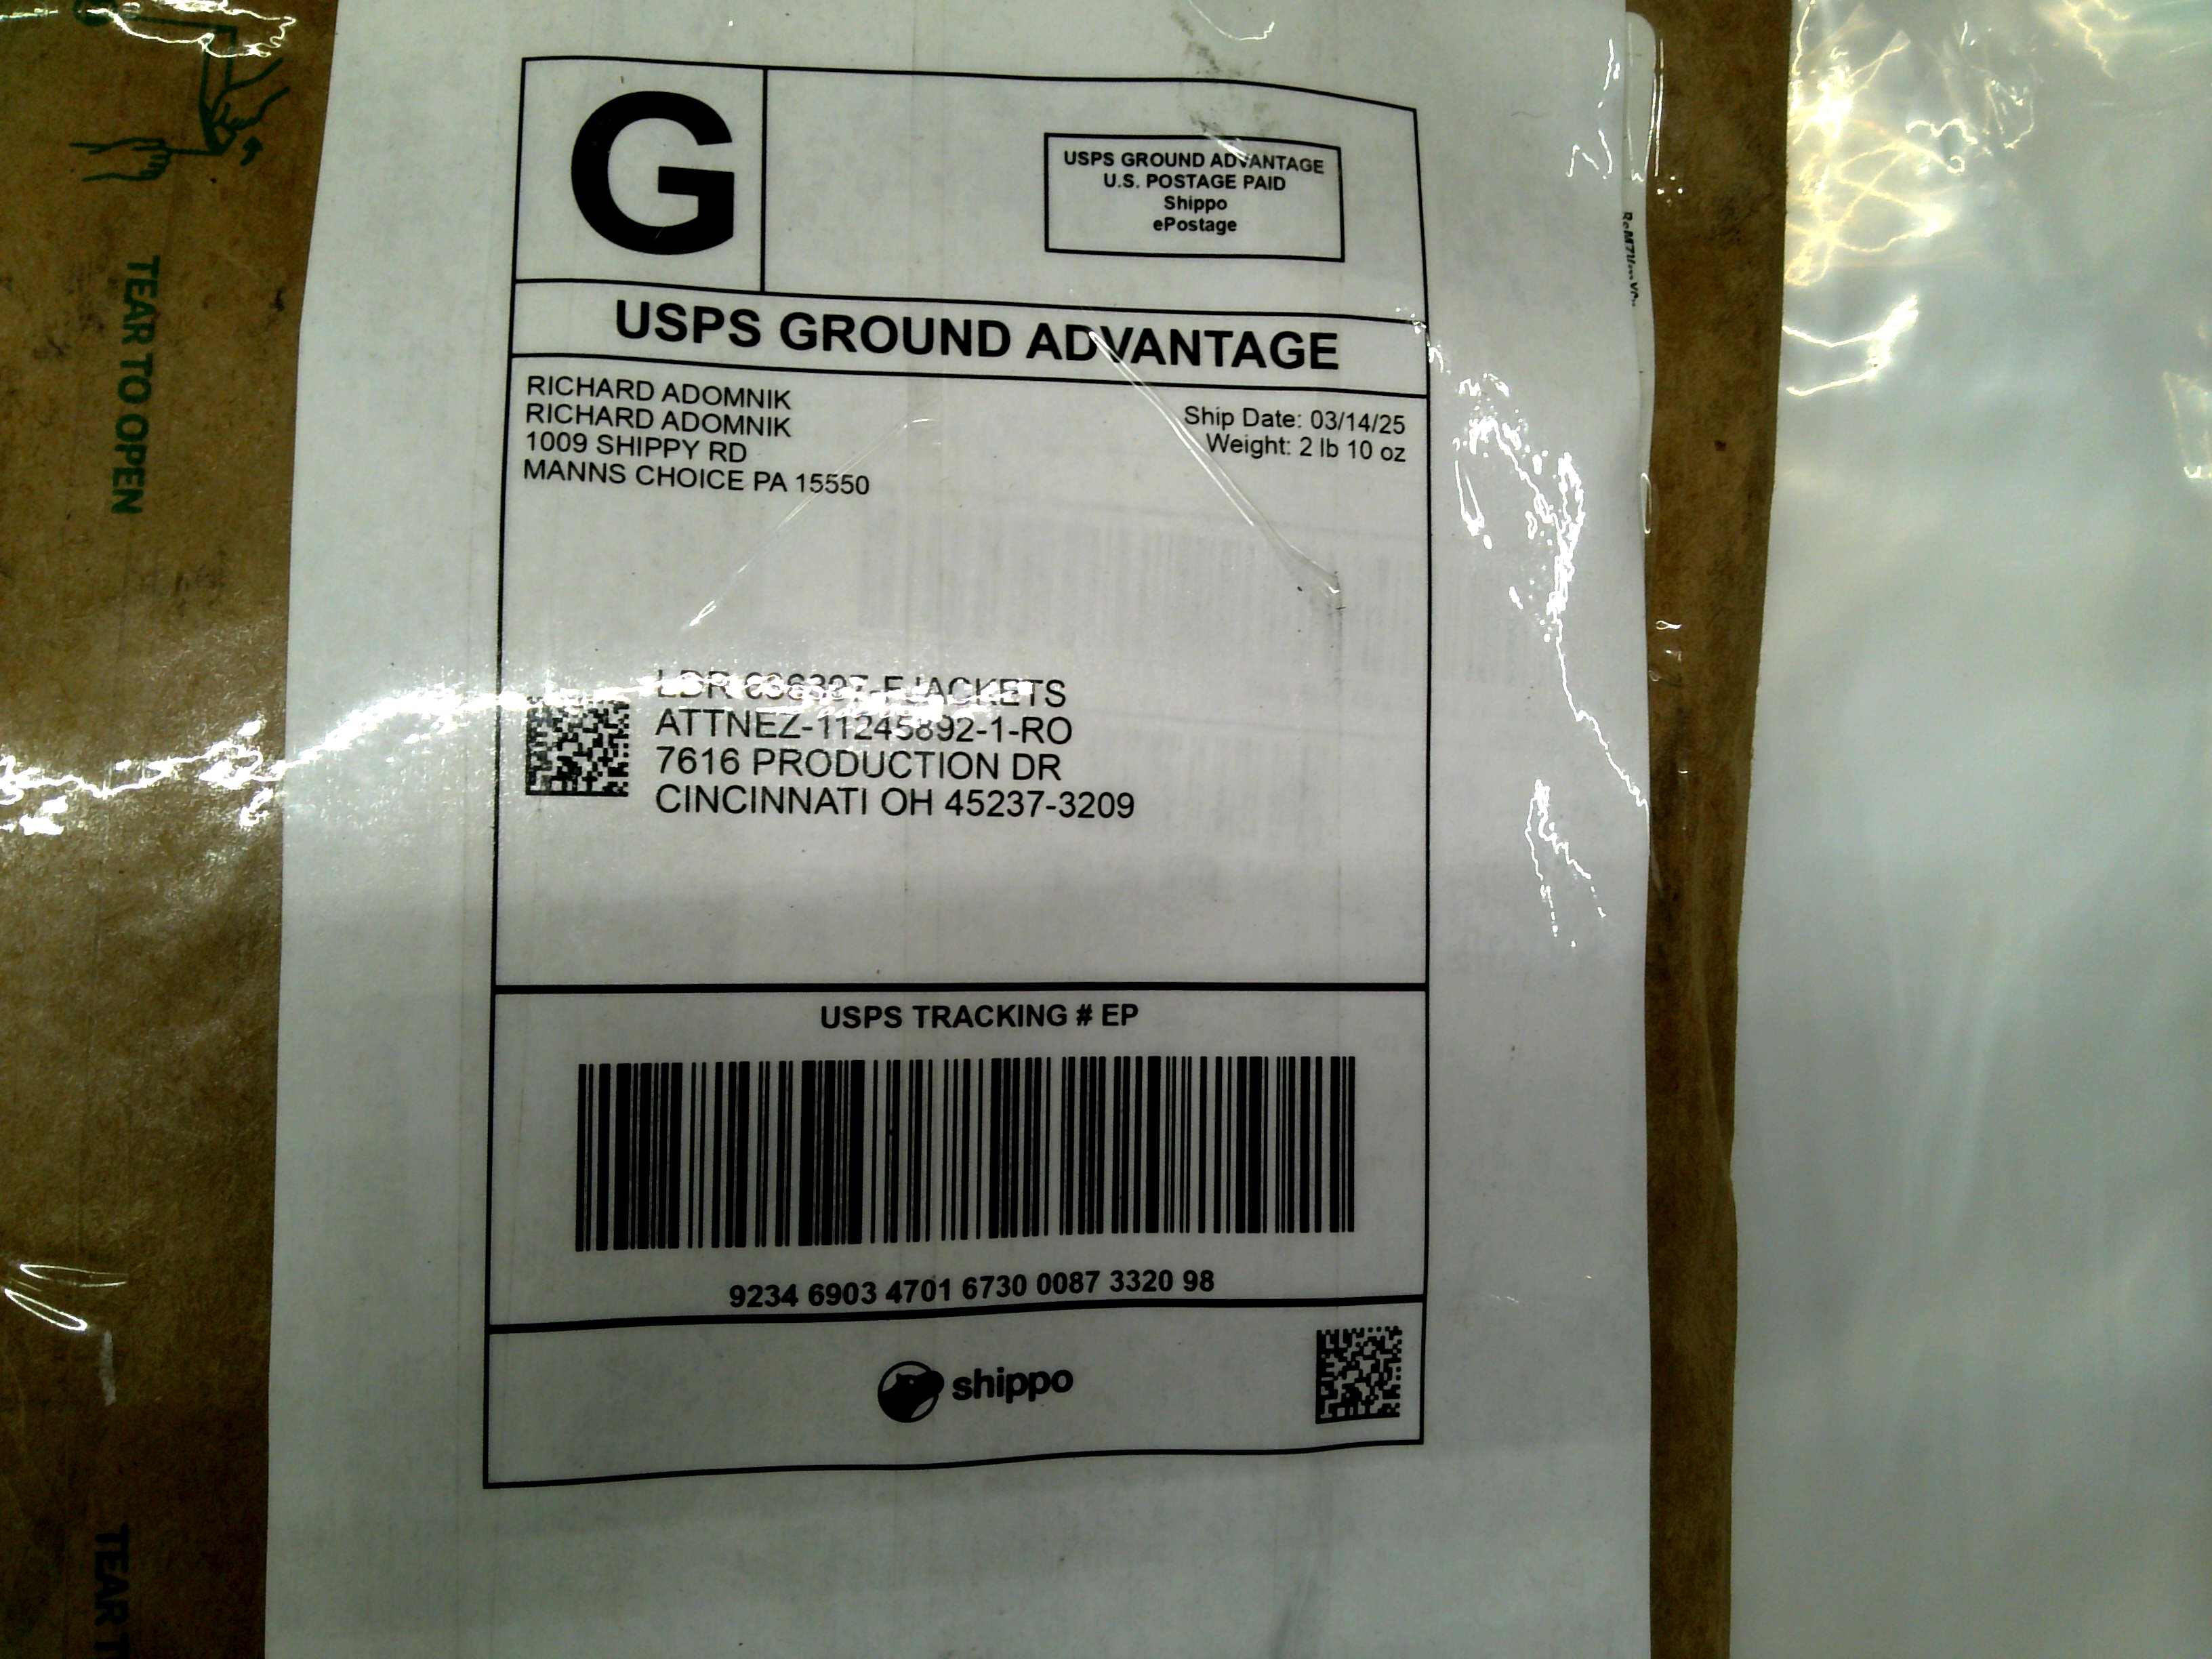 G
USPS GROUND ADVANTAGE
U.S. POSTAGE PAID
Shippo
ePostage
USPS GROUND ADVANTAGE
RICHARD ADOMNIK
RICHARD ADOMNIK
1009 SHIPPY RD
MANNS CHOICE PA 15550
Ship Date: 03/14/25
Weight: 2 lb 10 oz
ATTNEZ-11245892-1-RO
7616 PRODUCTION DR
CINCINNATI OH 45237-3209
USPS TRACKING # EP
9234 6903 4701 6730 0087 3320 98
shippo
TEAR TO OPEN
TEAR T